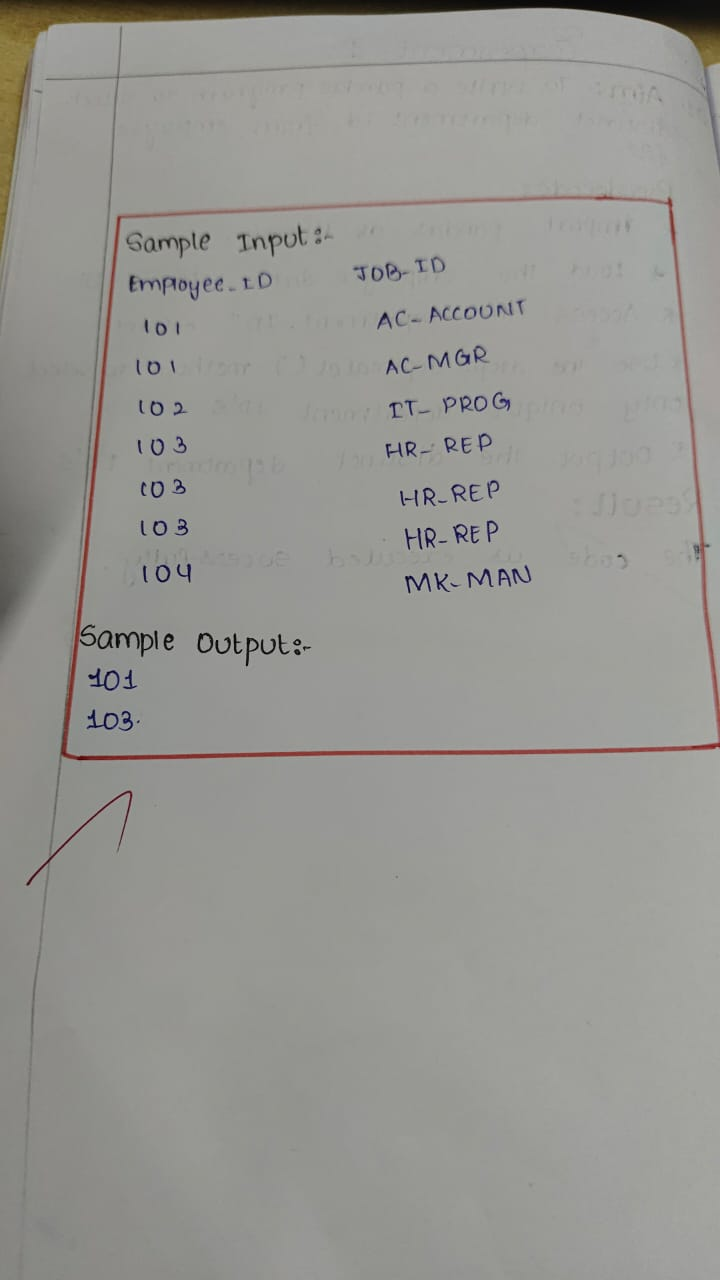 Sample Input:-
Employee_ID JOB-ID
101 AC-ACCOUNT
101 AC-MGR
102 IT-PROG
103 HR-REP
103 HR-REP
103 HR-REP
104 MK-MAN
Sample Output:-
101
103.